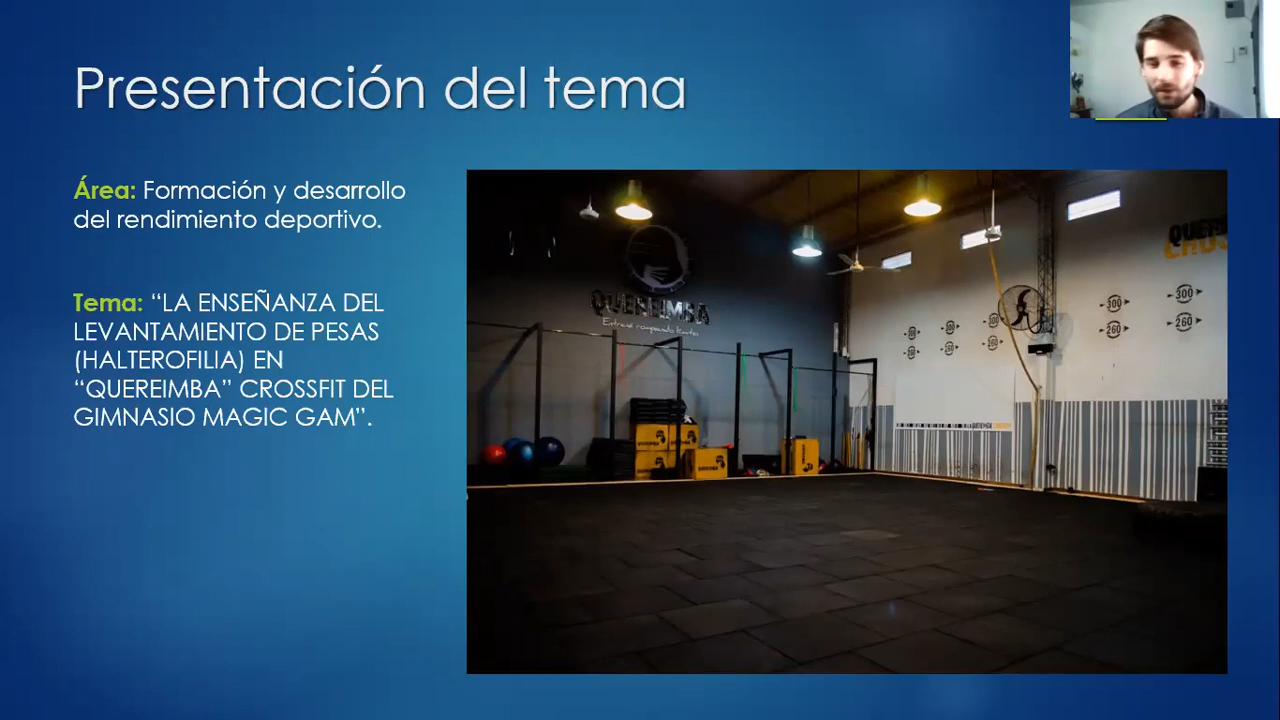 Presentación del tema
Área: Formación y desarrollo
del rendimiento deportivo.
Tema: “LA ENSEÑANZA DEL
LEVANTAMIENTO DE PESAS
(HALTEROFILIA) EN
“QUEREIMBA” CROSSFIT DEL
GIMNASIO MAGIC GAM”.
QUEREIMBA
300
260
300
260